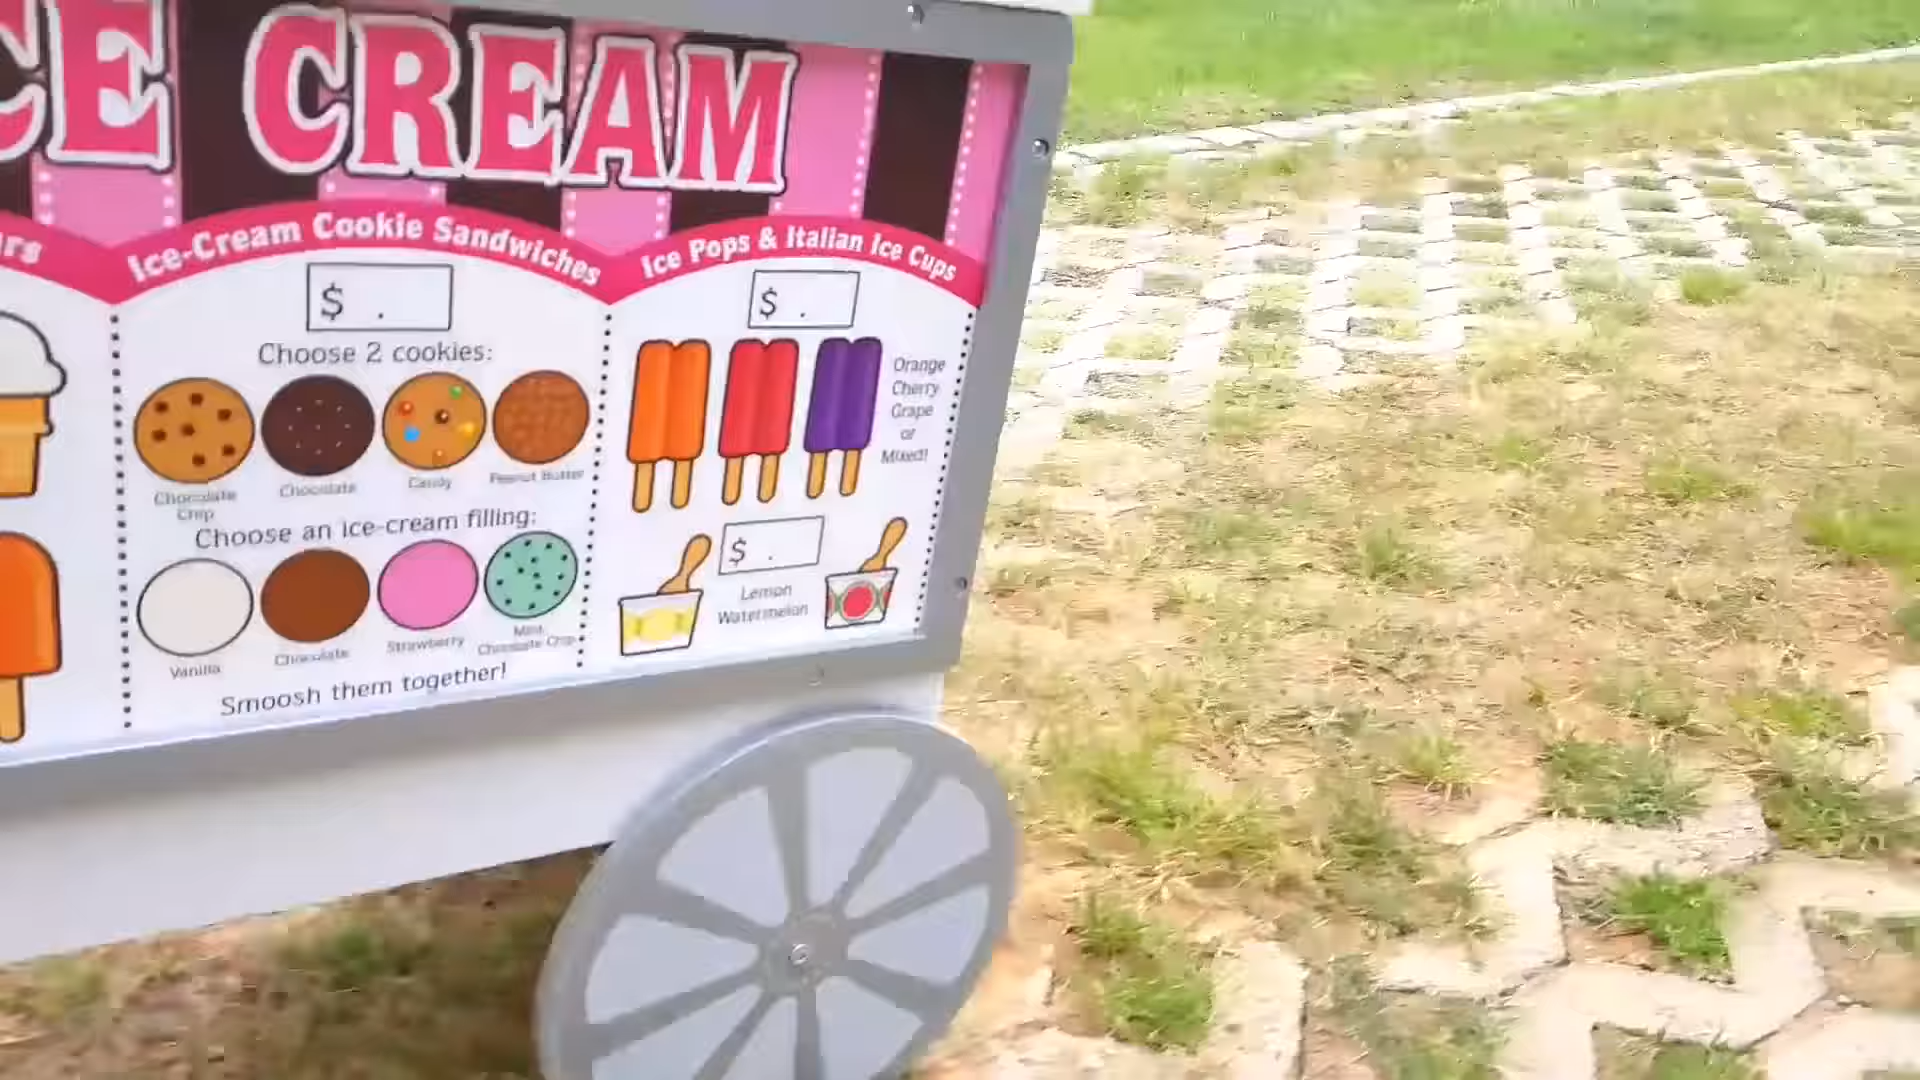 CE CREAM
Ice-Cream Cookie Sandwiches
$ .
Choose 2 cookies:
Chocolate
Chip
Chocolate
Candy
Peanut Butter
Choose an ice-cream filling:
Vanilla
Chocolate
Strawberry
Mint
Chocolate Chip
Smoosh them together!
Ice Pops & Italian Ice Cups
$ .
Orange
Cherry
Grape
or
Mixed!
$ .
Lemon
Watermelon